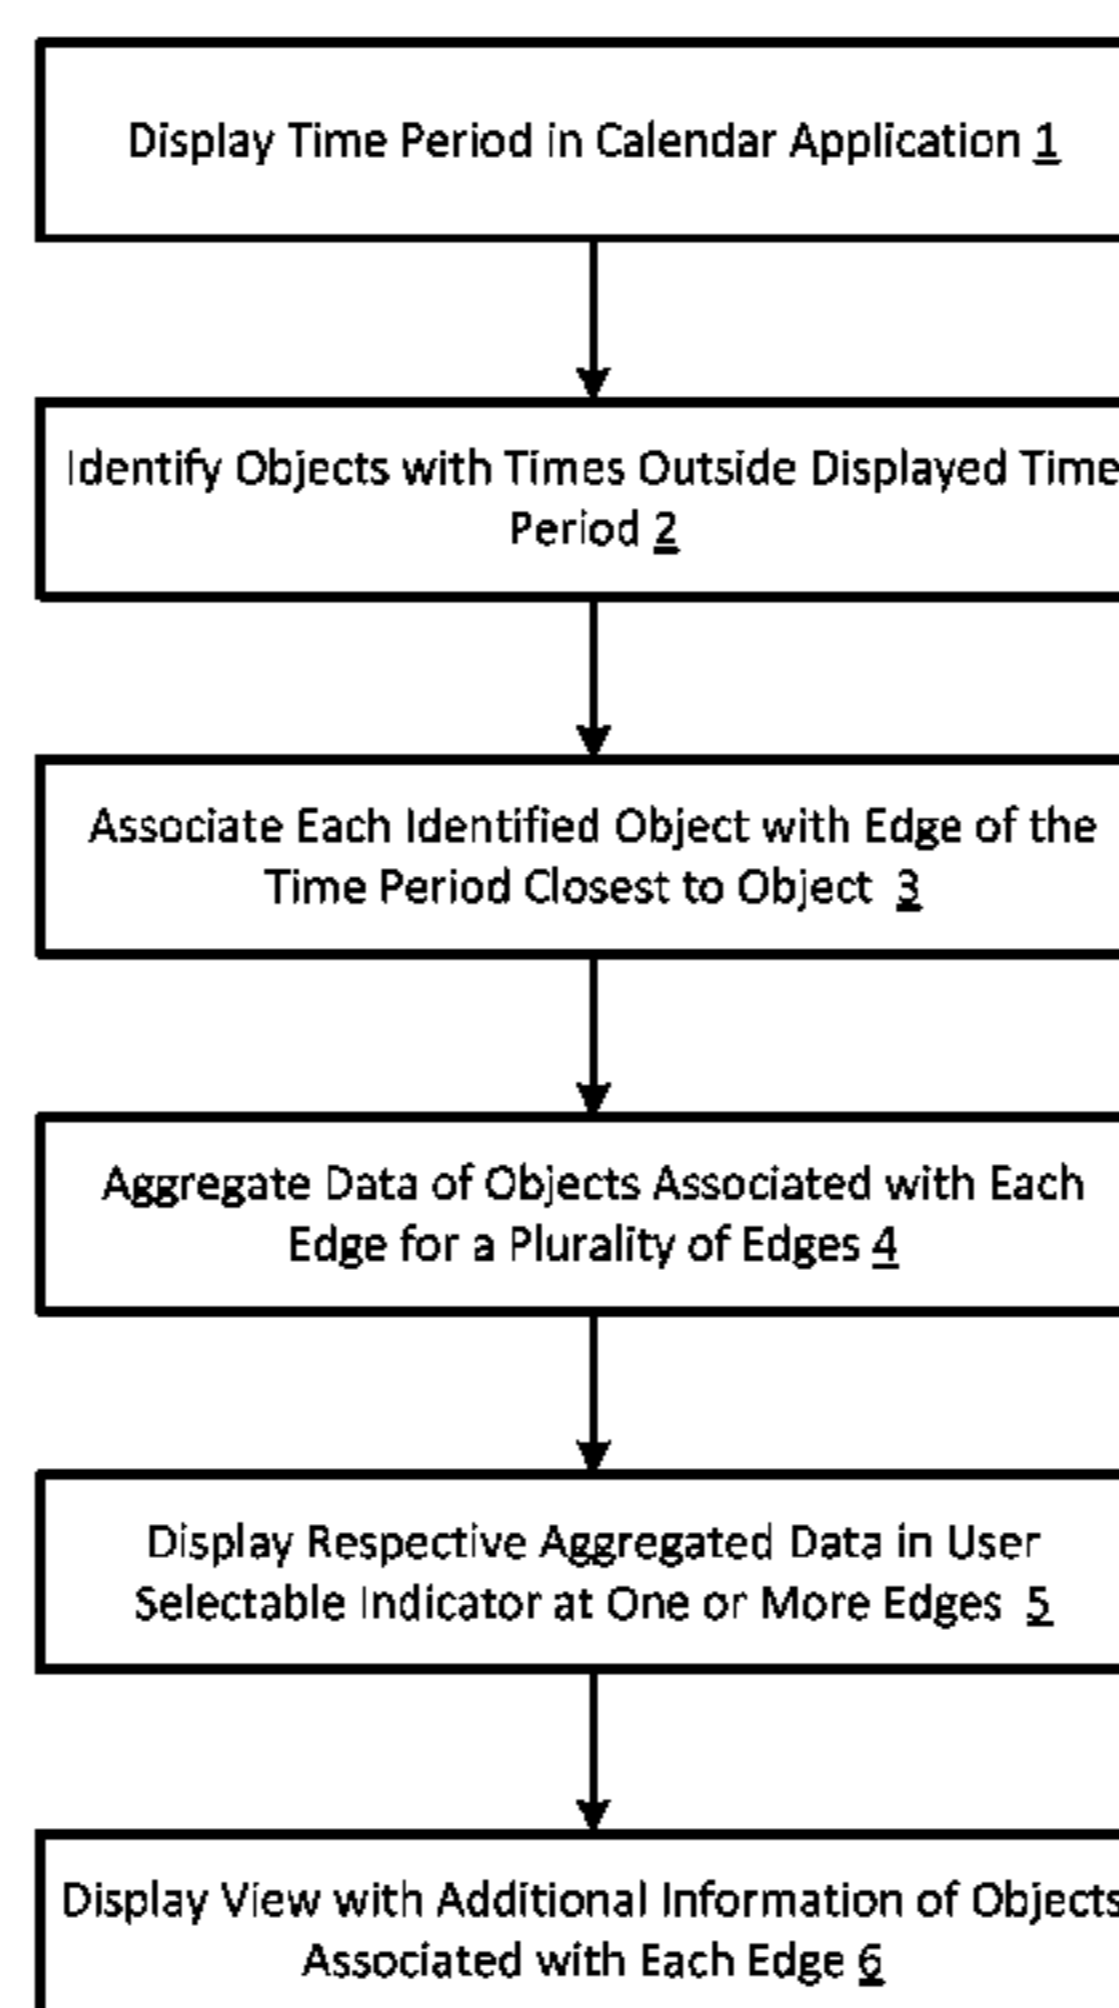 Display Time Period in Calendar Application 1
Identify Objects with Times Outside Displayed Time
Period 2
Associate Each Identified Object with Edge of the
Time Period Closest to Object 3
Aggregate Data of Objects Associated with Each
Edge for a Plurality of Edges 4
Display Respective Aggregated Data in User
Selectable Indicator at One or More Edges 5
Display View with Additional Information of Objects
Associated with Each Edge 6